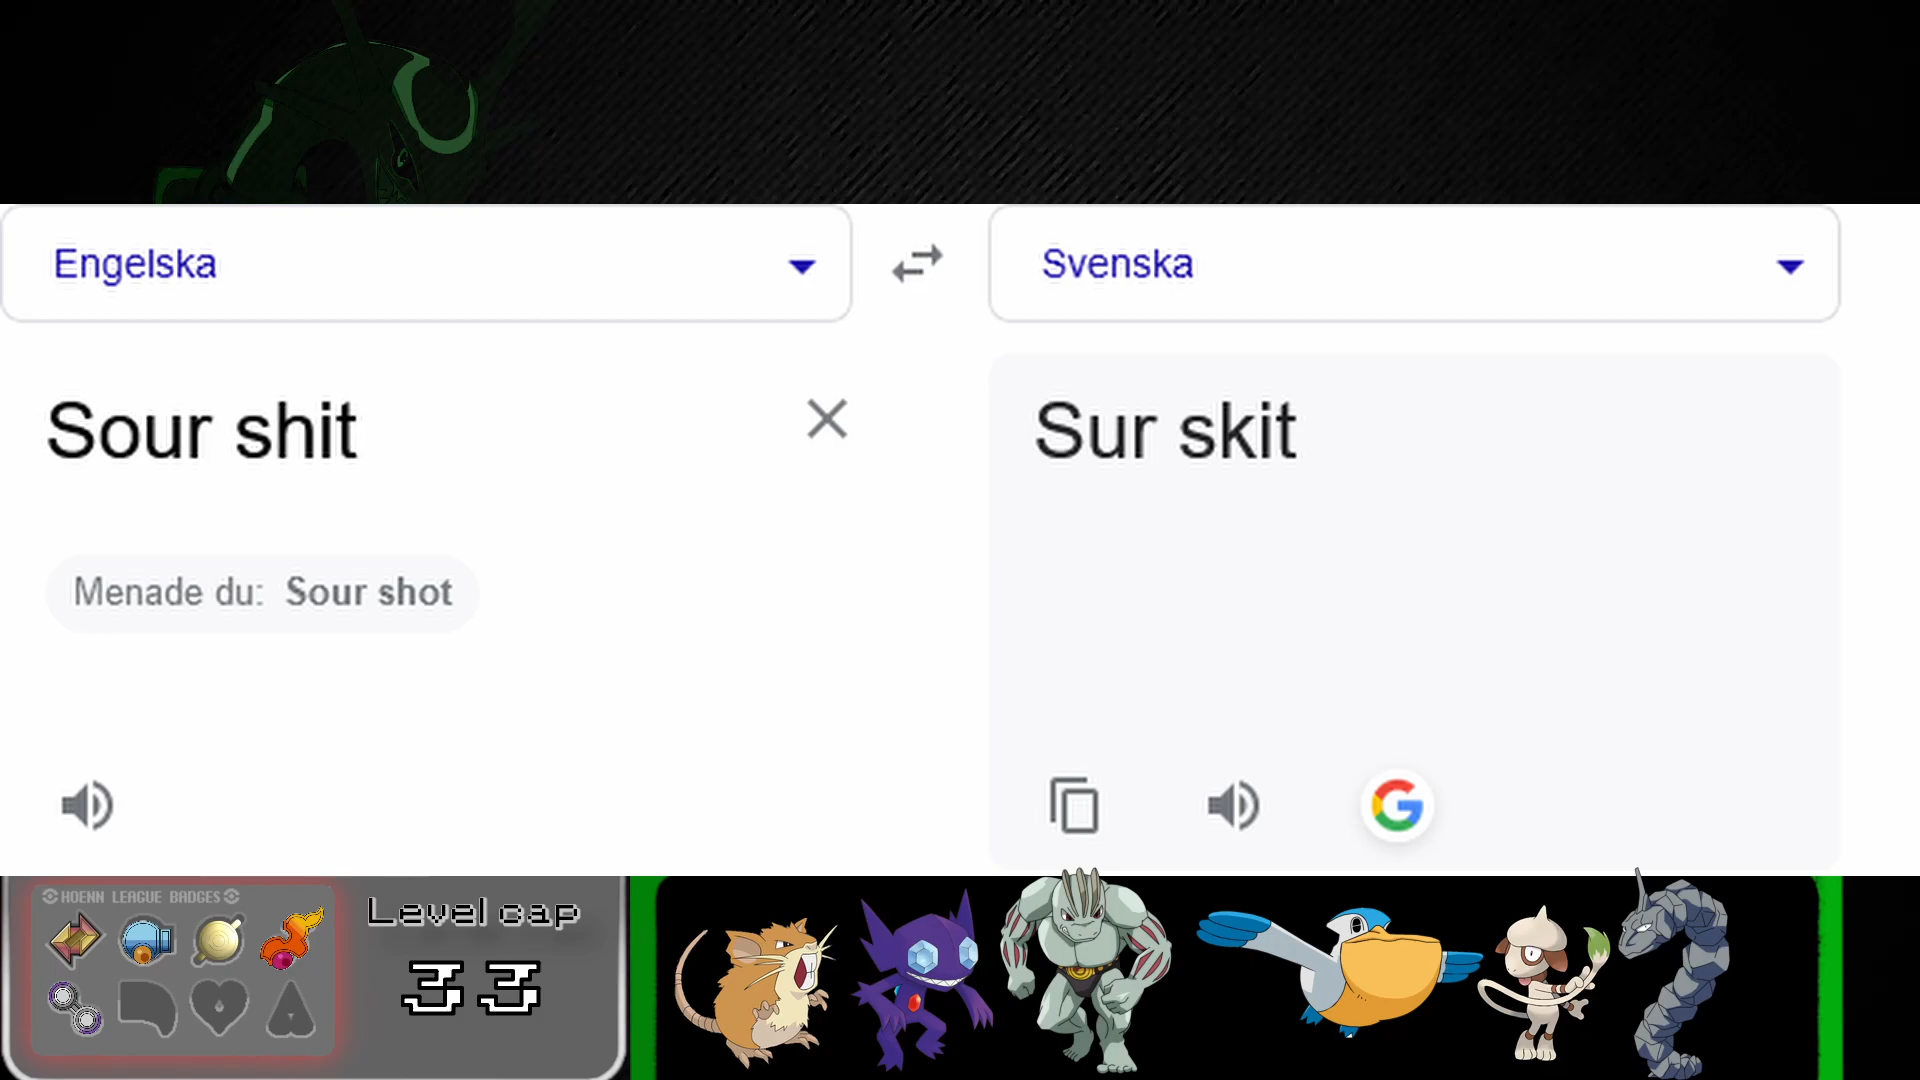 Engelska
Svenska
Sour shit
Sur skit
Menade du: Sour shot
HOENN LEAGUE BADGES
Level cap
33